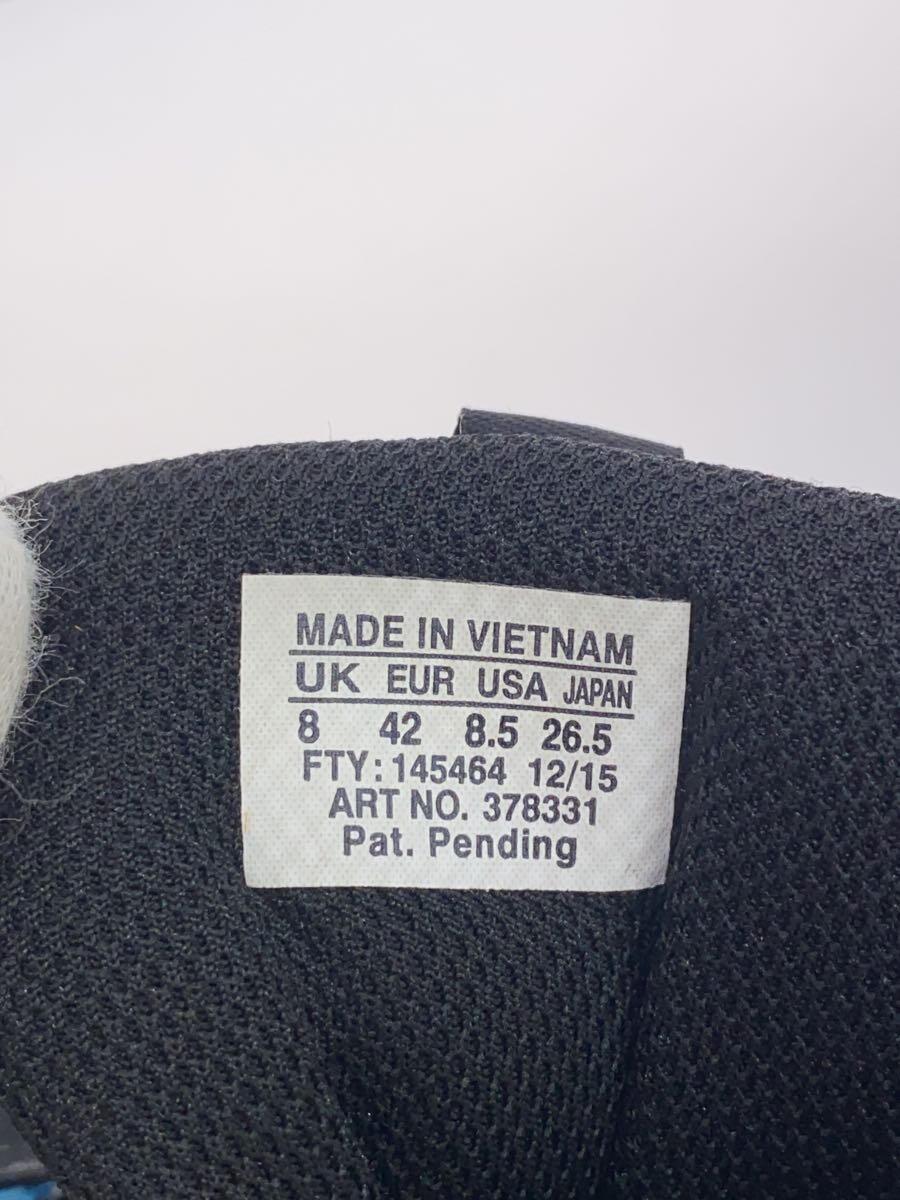 MADE IN VIETNAM
UK EUR USA JAPAN
8 42 8.5 26.5
FTY: 145464 12/15
ART NO. 378331
Pat. Pending